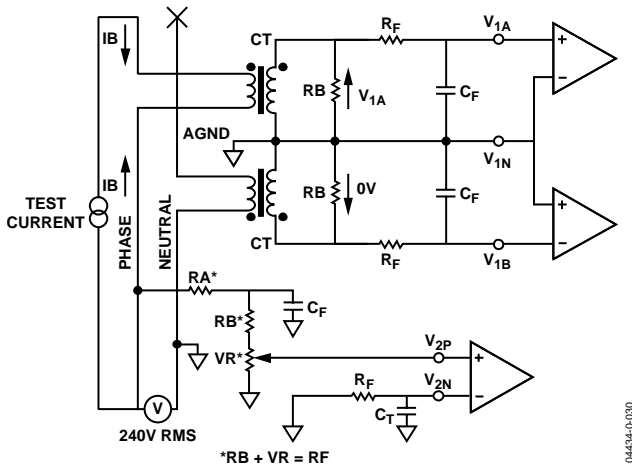 IB
CT
RF
V1A
RB
V1A
CF
AGND
V1N
IB
TEST
CURRENT
PHASE
NEUTRAL
RB
0V
CF
CT
RF
V1B
RA*
CF
RB*
VR*
V2P
RF
V2N
CT
V
240V RMS
*RB + VR = RF
04434-0-030
+
–
+
–
+
–